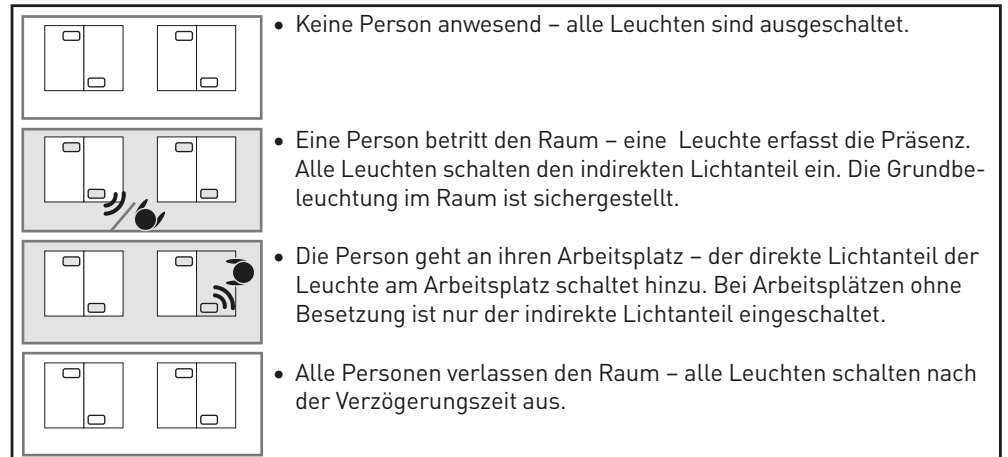 • Keine Person anwesend – alle Leuchten sind ausgeschaltet.
• Eine Person betritt den Raum – eine Leuchte erfasst die Präsenz.
Alle Leuchten schalten den indirekten Lichtanteil ein. Die Grundbe-
leuchtung im Raum ist sichergestellt.
• Die Person geht an ihren Arbeitsplatz – der direkte Lichtanteil der
Leuchte am Arbeitsplatz schaltet hinzu. Bei Arbeitsplätzen ohne
Besetzung ist nur der indirekte Lichtanteil eingeschaltet.
• Alle Personen verlassen den Raum – alle Leuchten schalten nach
der Verzögerungszeit aus.